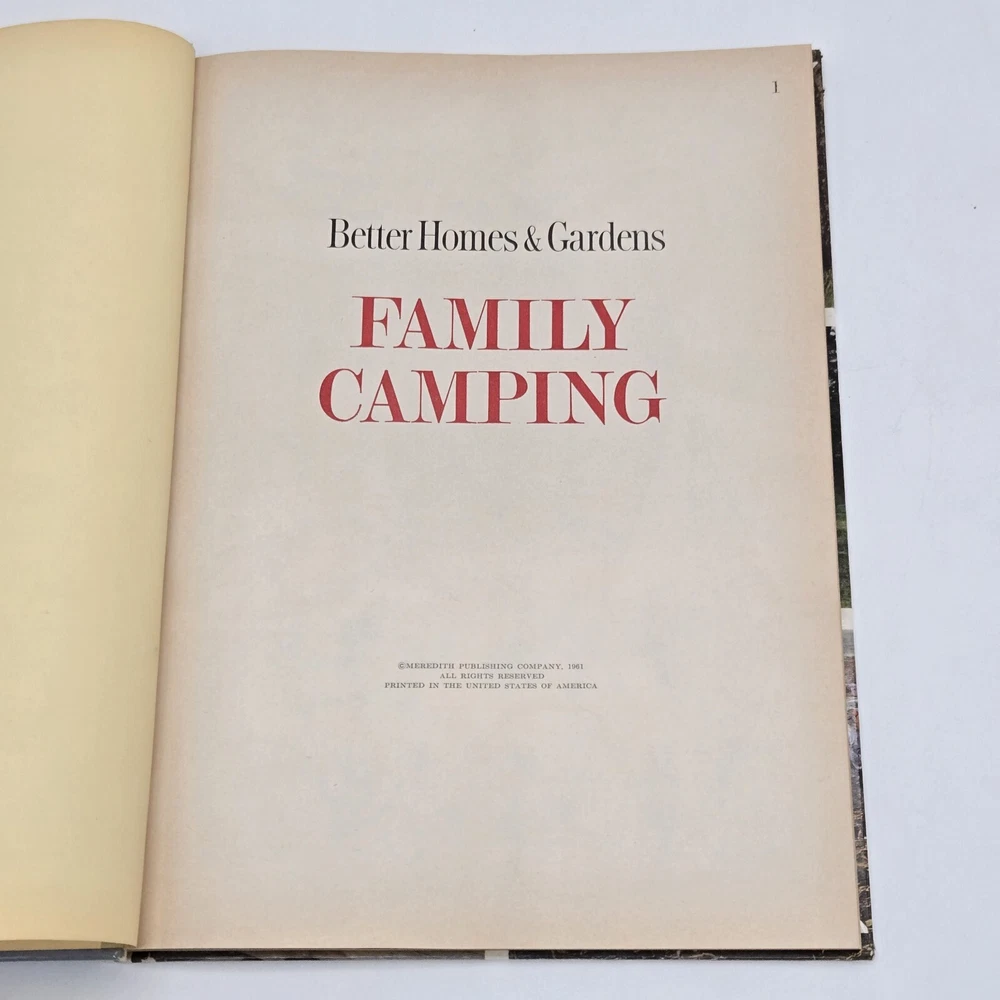 1
Better Homes & Gardens
FAMILY
CAMPING
©MEREDITH PUBLISHING COMPANY, 1961
ALL RIGHTS RESERVED
PRINTED IN THE UNITED STATES OF AMERICA